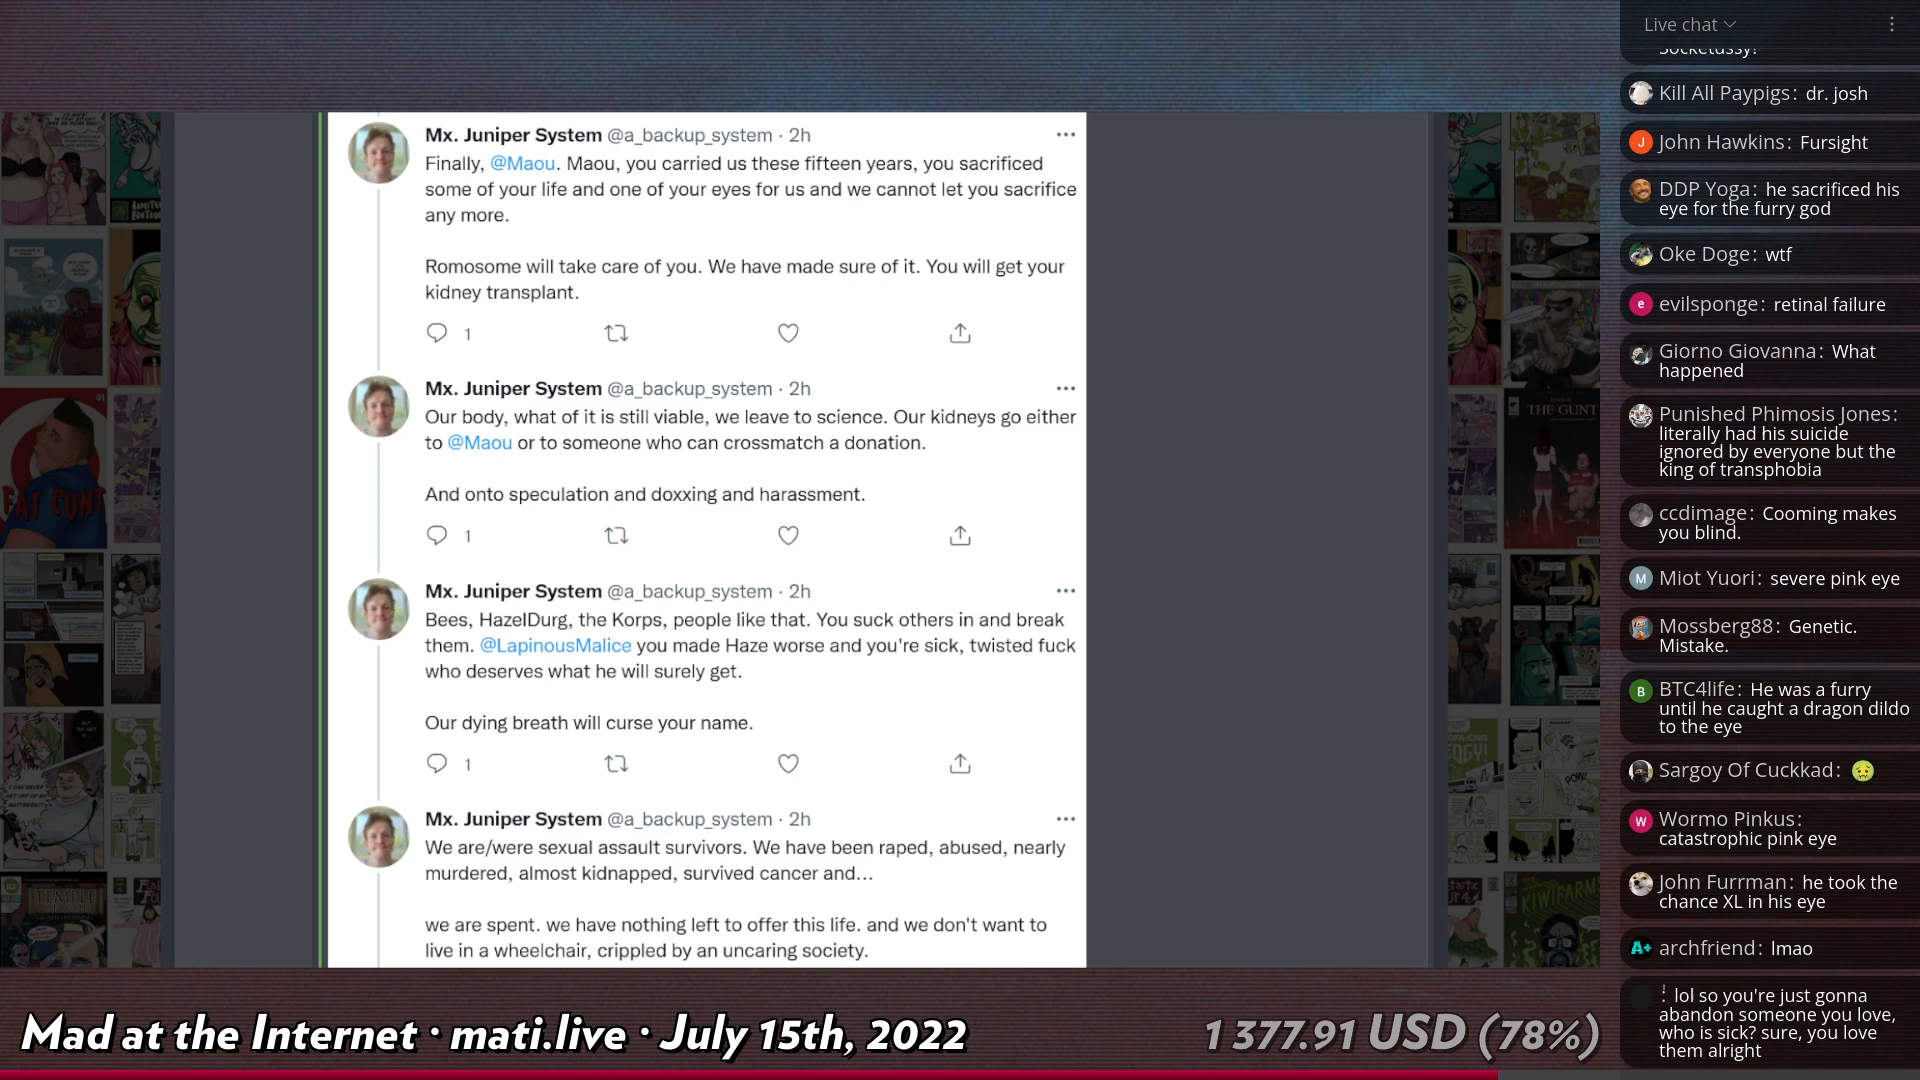 Mx. Juniper System @a_backup_system · 2h
Finally, @Maou. Maou, you carried us these fifteen years, you sacrificed
some of your life and one of your eyes for us and we cannot let you sacrifice
any more.
Romosome will take care of you. We have made sure of it. You will get your
kidney transplant.
1
Mx. Juniper System @a_backup_system · 2h
Our body, what of it is still viable, we leave to science. Our kidneys go either
to @Maou or to someone who can crossmatch a donation.
And onto speculation and doxxing and harassment.
1
Mx. Juniper System @a_backup_system · 2h
Bees, HazelDurg, the Korps, people like that. You suck others in and break
them. @LapinousMalice you made Haze worse and you're sick, twisted fuck
who deserves what he will surely get.
Our dying breath will curse your name.
1
Mx. Juniper System @a_backup_system · 2h
We are/were sexual assault survivors. We have been raped, abused, nearly
murdered, almost kidnapped, survived cancer and...
we are spent. we have nothing left to offer this life. and we don't want to
live in a wheelchair, crippled by an uncaring society.
FAT CUNT
THE GUNT
KIWIFARMS
Live chat
Kill All Paypigs: dr. josh
J
John Hawkins: Fursight
DDP Yoga: he sacrificed his
eye for the furry god
Oke Doge: wtf
e
evilsponge: retinal failure
Giorno Giovanna: What
happened
Punished Phimosis Jones:
literally had his suicide
ignored by everyone but the
king of transphobia
ccdimage: Cooming makes
you blind.
M
Miot Yuori: severe pink eye
Mossberg88: Genetic.
Mistake.
B
BTC4life: He was a furry
until he caught a dragon dildo
to the eye
Sargoy Of Cuckkad: 🤢
W
Wormo Pinkus:
catastrophic pink eye
John Furrman: he took the
chance XL in his eye
A+
archfriend: lmao
: lol so you're just gonna
abandon someone you love,
who is sick? sure, you love
them alright
Mad at the Internet · mati.live · July 15th, 2022
1 377.91 USD (78%)